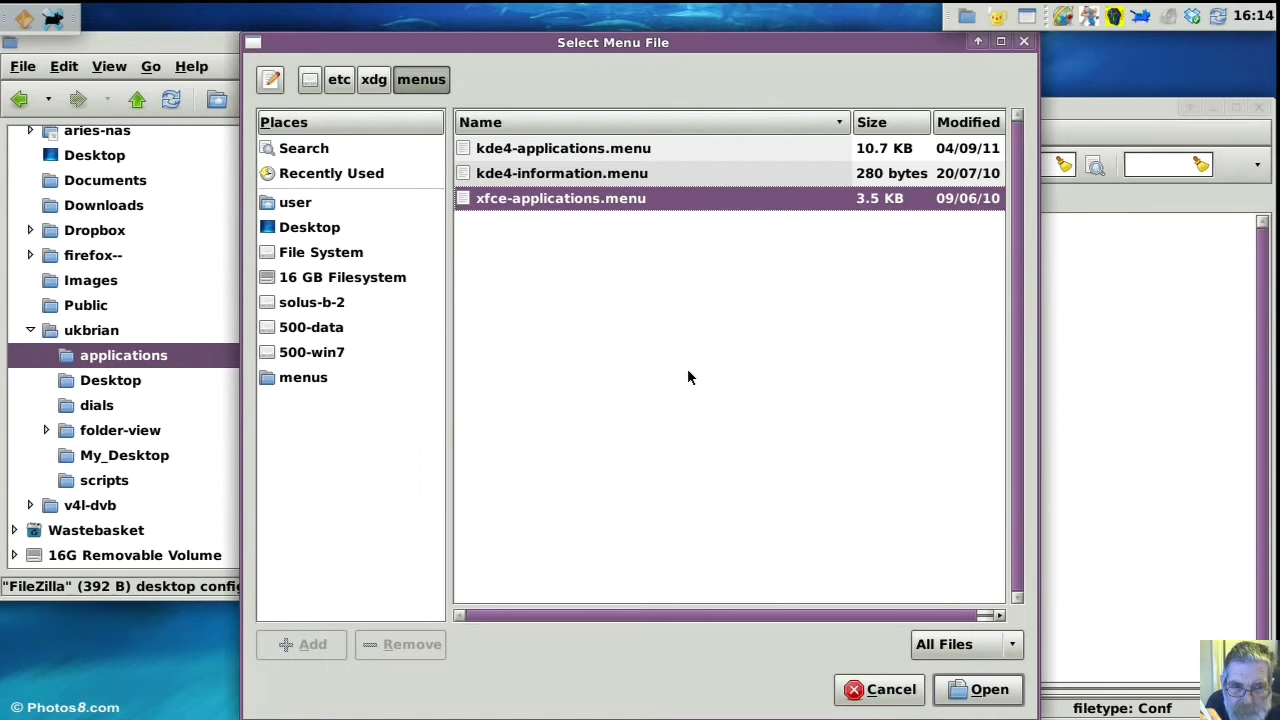 16:14
Select Menu File
File Edit View Go Help
etc xdg menus
aries-nas
Desktop
Documents
Downloads
Dropbox
firefox--
Images
Public
ukbrian
applications
Desktop
dials
folder-view
My_Desktop
scripts
v4l-dvb
Wastebasket
16G Removable Volume
"FileZilla" (392 B) desktop config
Places
Search
Recently Used
user
Desktop
File System
16 GB Filesystem
solus-b-2
500-data
500-win7
menus
Name Size Modified
kde4-applications.menu 10.7 KB 04/09/11
kde4-information.menu 280 bytes 20/07/10
xfce-applications.menu 3.5 KB 09/06/10
Add Remove
All Files
Cancel Open
© Photos8.com
filetype: Conf